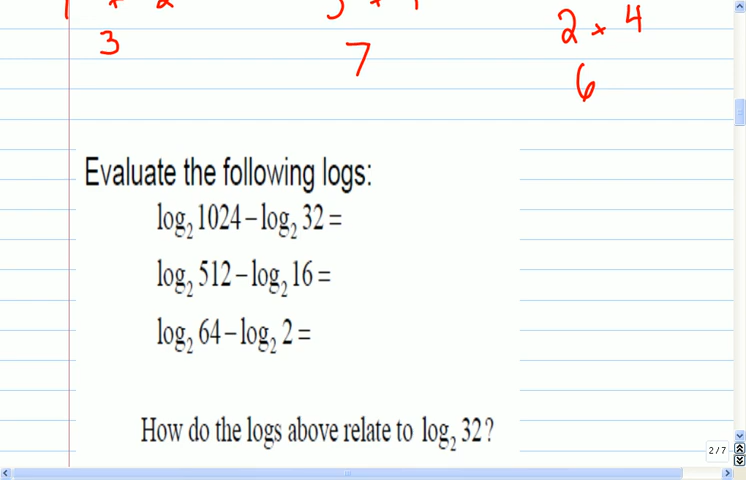 2 + 4
3
7
6
Evaluate the following logs:
log₂ 1024 – log₂ 32 =
log₂ 512 – log₂ 16 =
log₂ 64 – log₂ 2 =
How do the logs above relate to log₂ 32?
2/7